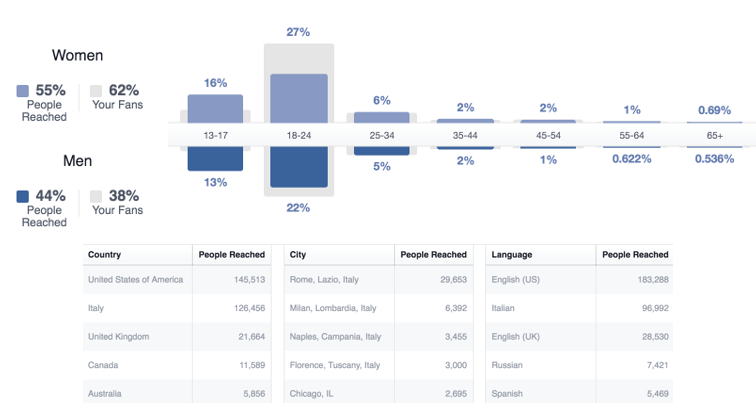 Women
55% 62%
People Reached Your Fans
Men
44% 38%
People Reached Your Fans
16% 27% 6% 2% 2% 1% 0.69%
13-17 18-24 25-34 35-44 45-54 55-64 65+
13% 22% 5% 2% 1% 0.622% 0.536%
Country People Reached City People Reached Language People Reached
United States of America 145,513 Rome, Lazio, Italy 29,653 English (US) 183,288
Italy 126,456 Milan, Lombardia, Italy 6,392 Italian 96,992
United Kingdom 21,664 Naples, Campania, Italy 3,455 English (UK) 28,530
Canada 11,589 Florence, Tuscany, Italy 3,000 Russian 7,421
Australia 5,856 Chicago, IL 2,695 Spanish 5,469